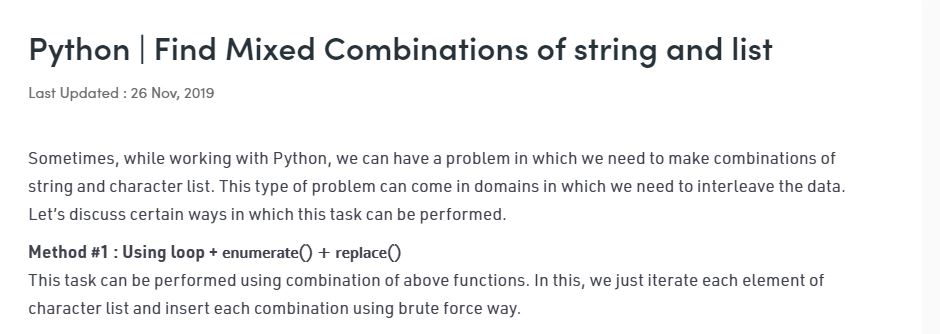 Python | Find Mixed Combinations of string and list
Last Updated : 26 Nov, 2019
Sometimes, while working with Python, we can have a problem in which we need to make combinations of
string and character list. This type of problem can come in domains in which we need to interleave the data.
Let’s discuss certain ways in which this task can be performed.
Method #1 : Using loop + enumerate() + replace()
This task can be performed using combination of above functions. In this, we just iterate each element of
character list and insert each combination using brute force way.